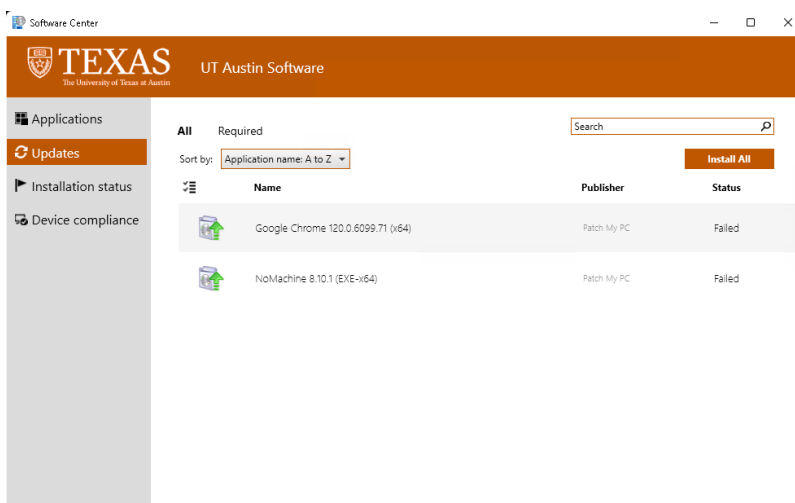 Software Center
TEXAS
The University of Texas at Austin
UT Austin Software
Applications
Updates
Installation status
Device compliance
All Required
Search
Sort by: Application name: A to Z
Install All
Name Publisher Status
Google Chrome 120.0.6099.71 (x64) Patch My PC Failed
NoMachine 8.10.1 (EXE-x64) Patch My PC Failed